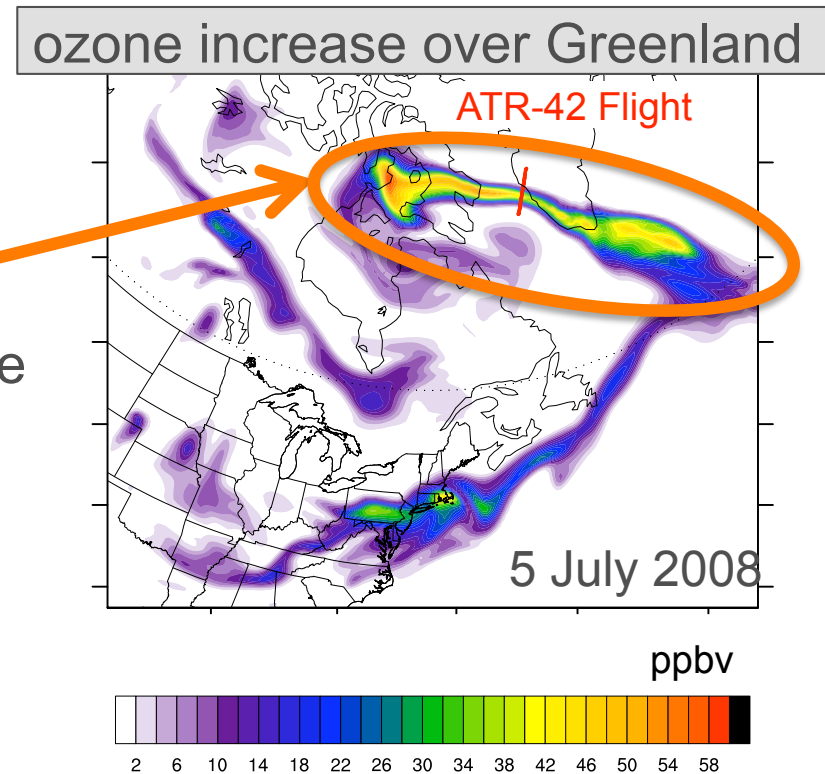 ozone increase over Greenland
ATR-42 Flight
e
5 July 2008
ppbv
2 6 10 14 18 22 26 30 34 38 42 46 50 54 58